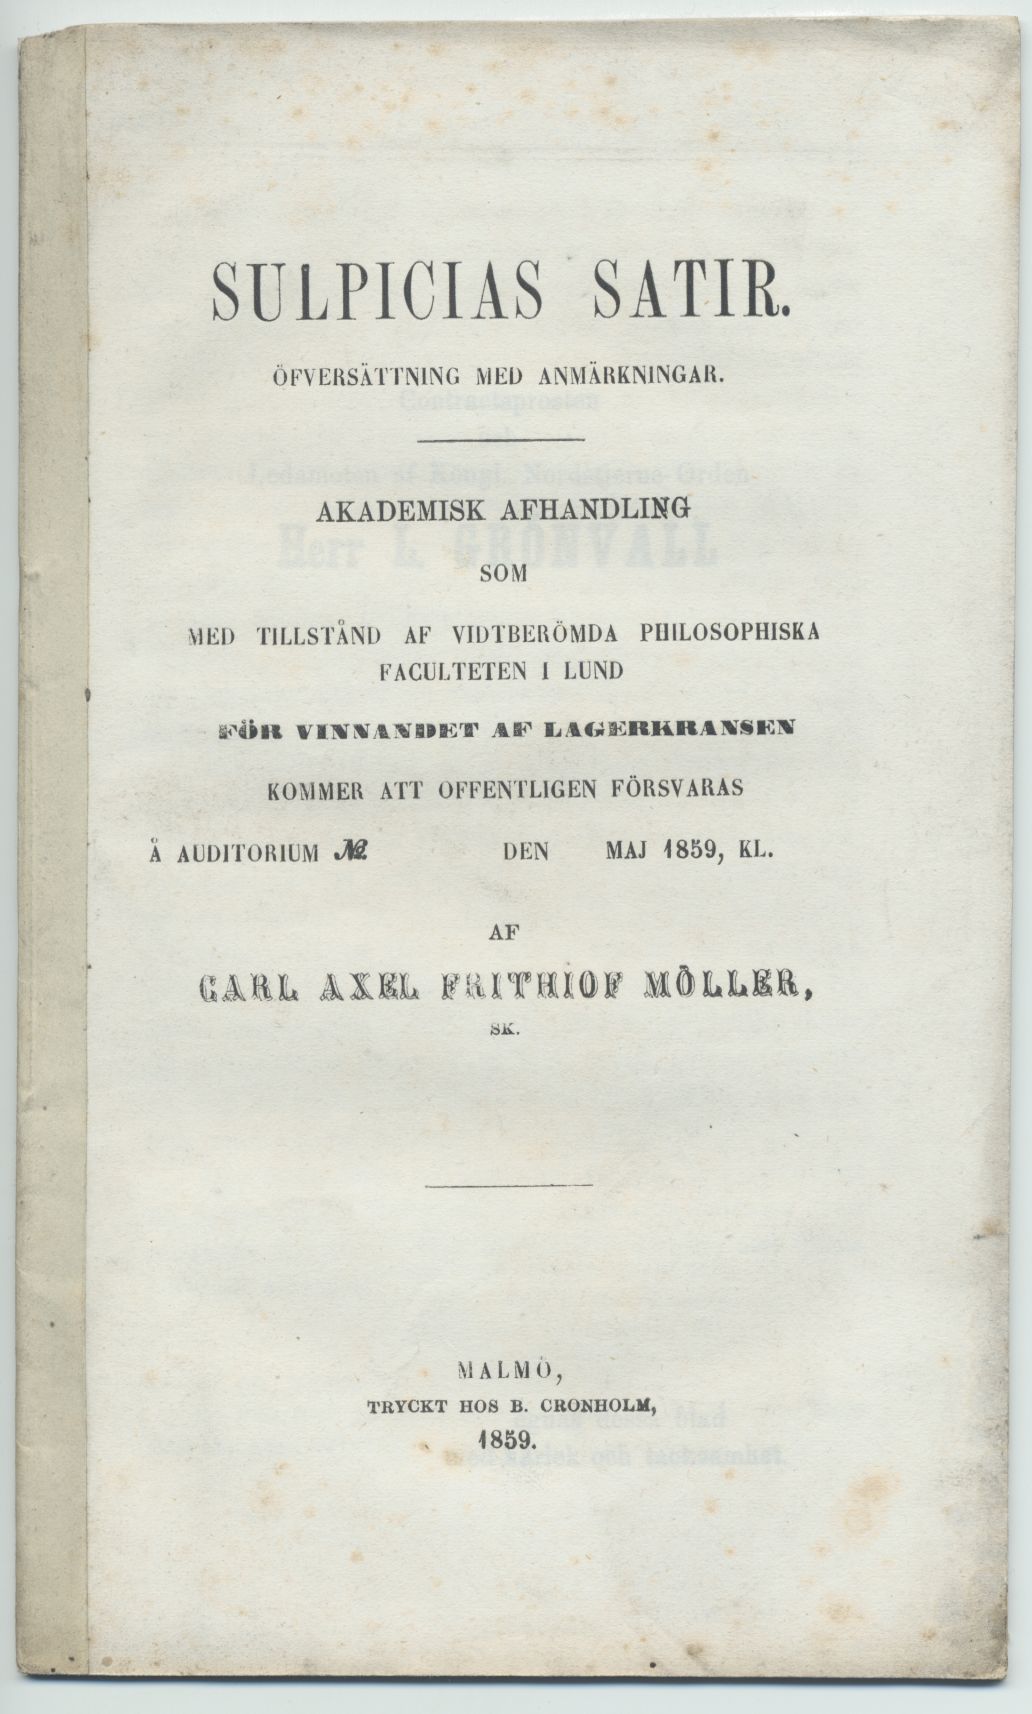 SULPICIAS SATIR.
ÖFVERSÄTTNING MED ANMÄRKNINGAR.
AKADEMISK AFHANDLING
SOM
MED TILLSTÅND AF VIDTBERÖMDA PHILOSOPHISKA
FACULTETEN I LUND
FÖR VINNANDET AF LAGERKRANSEN
KOMMER ATT OFFENTLIGEN FÖRSVARAS
Å AUDITORIUM № DEN MAJ 1859, KL.
AF
CARL AXEL FRITHIOF MÖLLER,
SK.
MALMÖ,
TRYCKT HOS B. CRONHOLM,
1859.